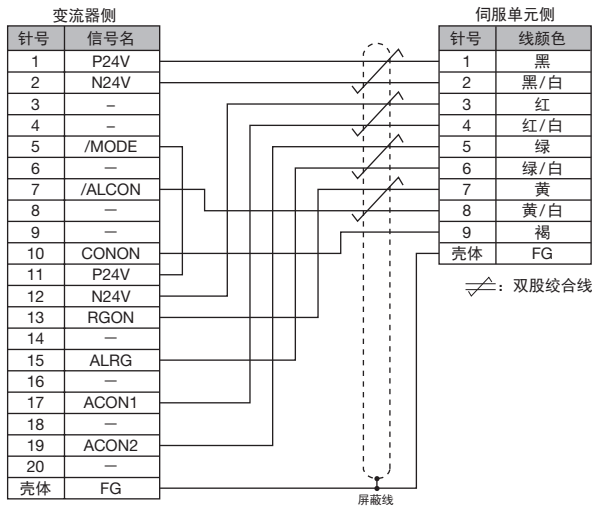 变流器侧
针号 信号名
1 P24V
2 N24V
3 –
4 –
5 /MODE
6 —
7 /ALCON
8 —
9 —
10 CONON
11 P24V
12 N24V
13 RGON
14 —
15 ALRG
16 —
17 ACON1
18 —
19 ACON2
20 —
壳体 FG
伺服单元侧
针号 线颜色
1 黑
2 黑/白
3 红
4 红/白
5 绿
6 绿/白
7 黄
8 黄/白
9 褐
壳体 FG
：双股绞合线
屏蔽线